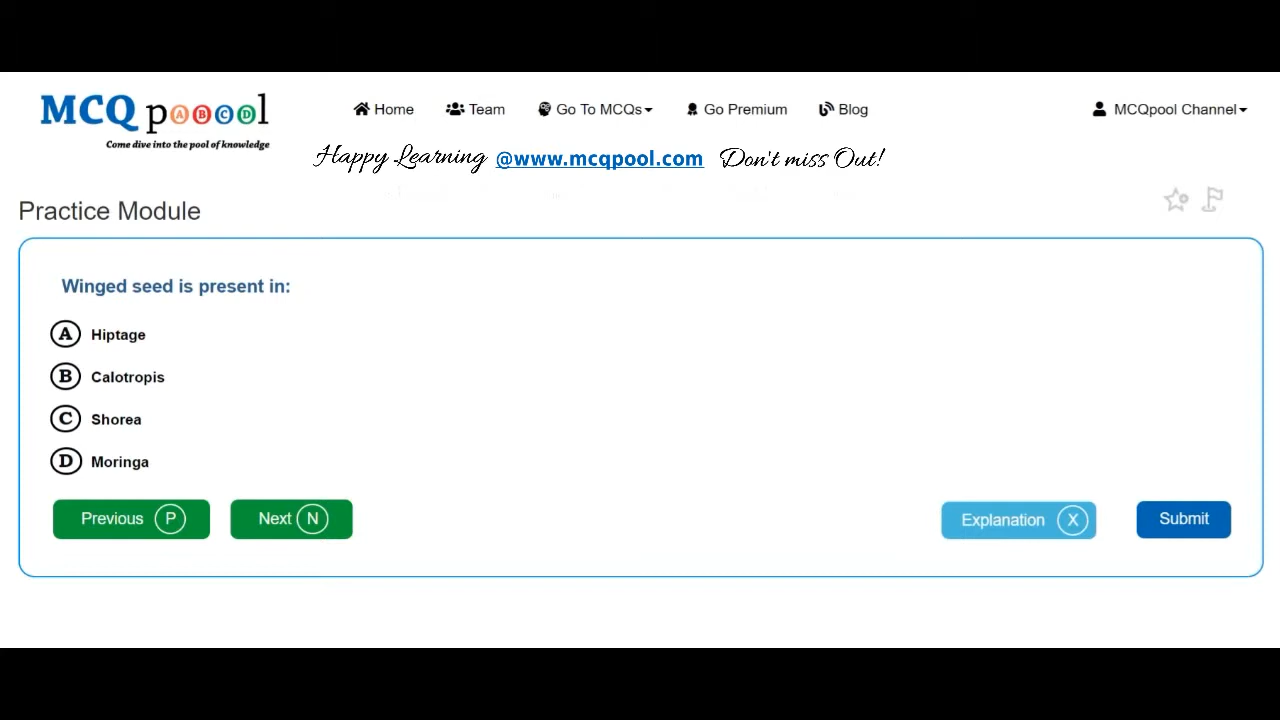 MCQ pooool
Come dive into the pool of knowledge
Home Team Go To MCQs Go Premium Blog MCQpool Channel
Happy Learning @www.mcqpool.com Don't miss Out!
Practice Module
Winged seed is present in:
A Hiptage
B Calotropis
C Shorea
D Moringa
Previous P Next N Explanation X Submit